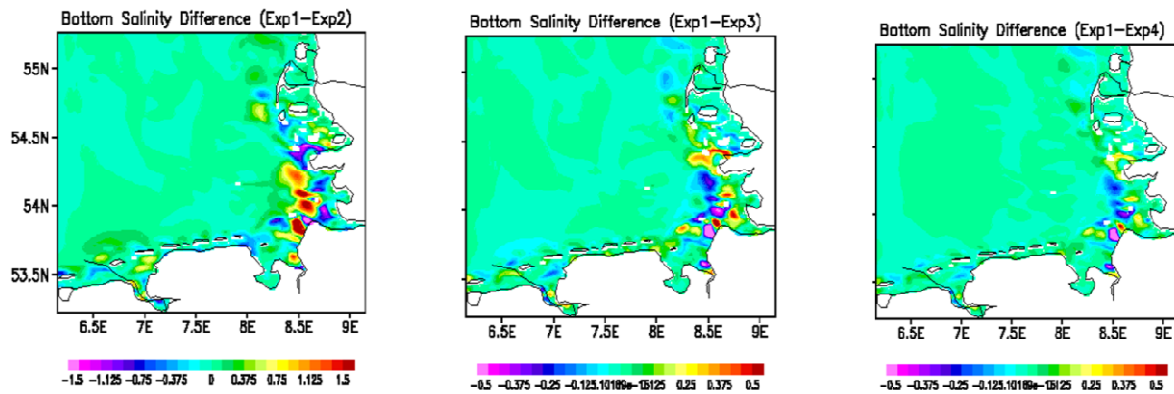 Bottom Salinity Difference (Exp1-Exp2)
Bottom Salinity Difference (Exp1-Exp3)
Bottom Salinity Difference (Exp1-Exp4)
55N
54.5N
54N
53.5N
6.5E 7E 7.5E 8E 8.5E 9E
6.5E 7E 7.5E 8E 8.5E 9E
6.5E 7E 7.5E 8E 8.5E 9E
-1.5 -1.125 -0.75 -0.375 0 0.375 0.75 1.125 1.5
-0.5 -0.375 -0.25 0.25 0.375 0.5
-0.5 -0.375 -0.25 0.25 0.375 0.5